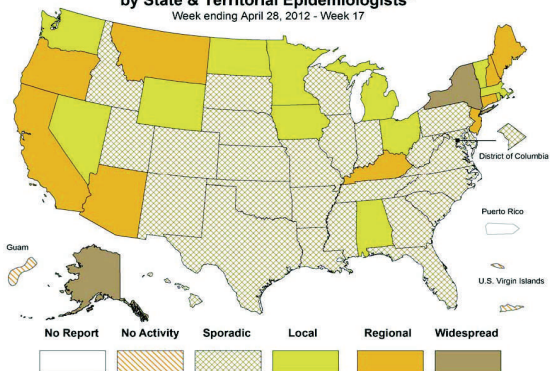 by State & Territorial Epidemiologists
Week ending April 28, 2012 - Week 17
District of Columbia
Puerto Rico
Guam
U.S. Virgin Islands
No Report No Activity Sporadic Local Regional Widespread